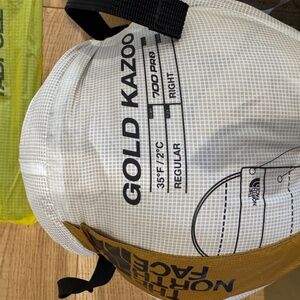 GOLD KAZOO
35°F / 2°C
700 PRO
REGULAR
RIGHT
THE
NORTH
FACE